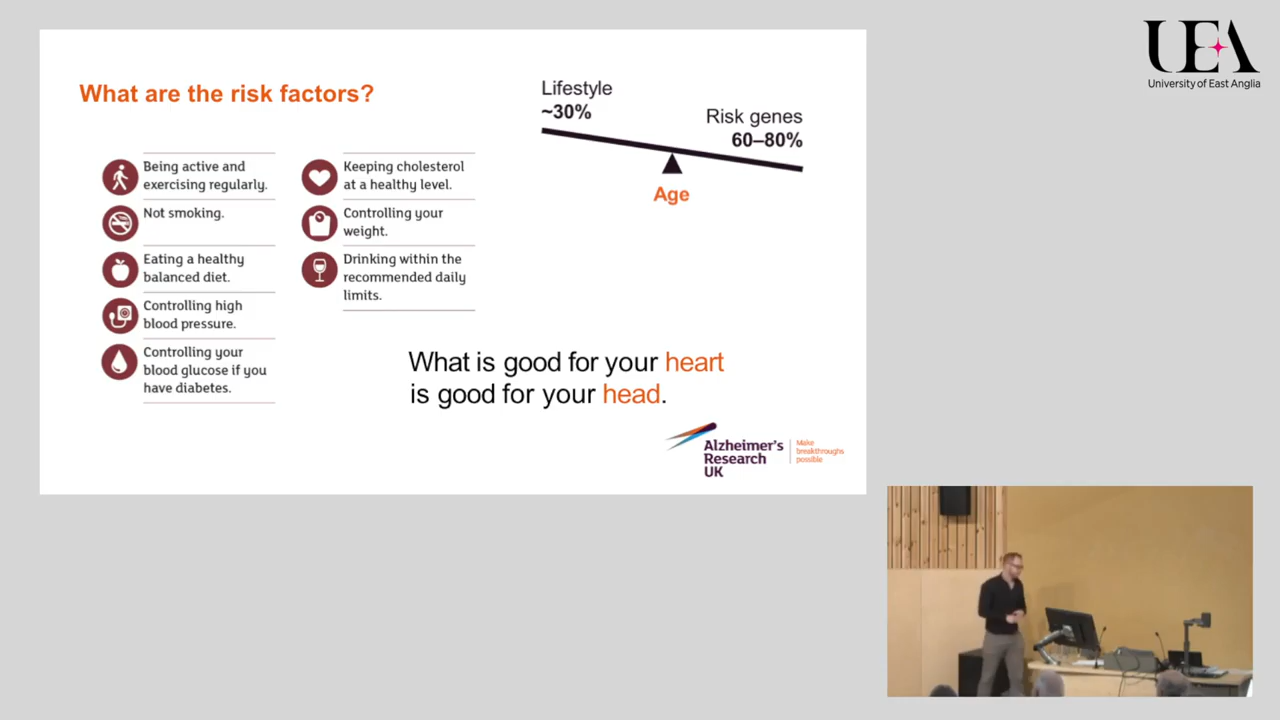 What are the risk factors?
Being active and
exercising regularly.
Not smoking.
Eating a healthy
balanced diet.
Controlling high
blood pressure.
Controlling your
blood glucose if you
have diabetes.
Keeping cholesterol
at a healthy level.
Controlling your
weight.
Drinking within the
recommended daily
limits.
Lifestyle
~30%
Risk genes
60–80%
Age
What is good for your heart
is good for your head.
Alzheimer's
Research
UK
Make
breakthroughs
possible
UEA
University of East Anglia